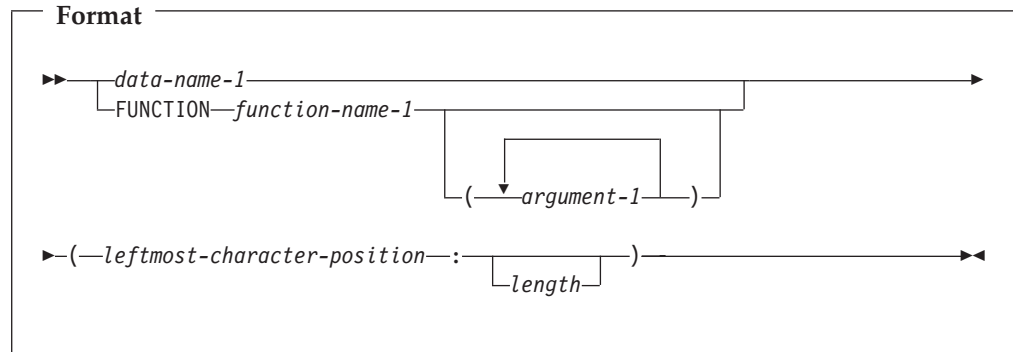 Format
data-name-1
FUNCTION function-name-1
( argument-1 )
( leftmost-character-position : )
length